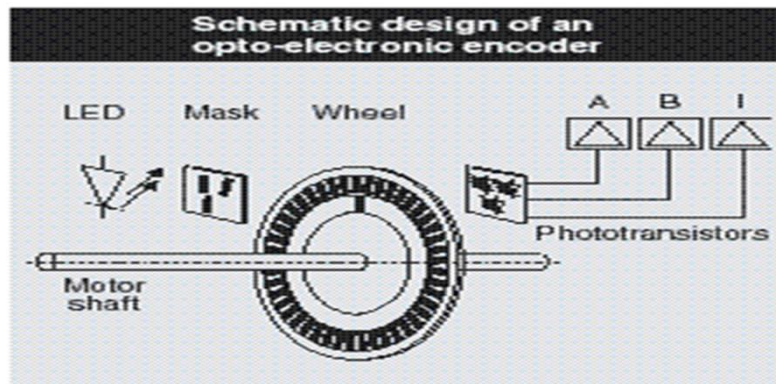 Schematic design of an
opto-electronic encoder
LED Mask Wheel A B I
Phototransistors
Motor
shaft